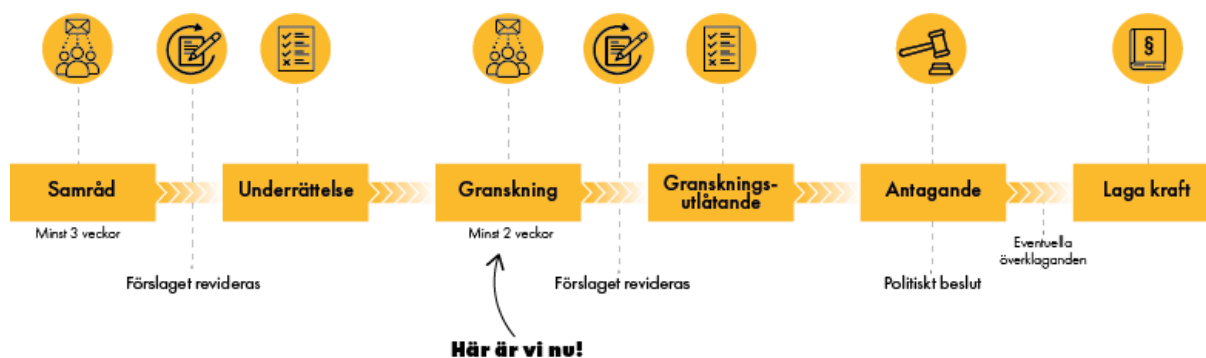 §
Samråd
Underrättelse
Granskning
Gransknings-
utlåtande
Antagande
Laga kraft
Minst 3 veckor
Minst 2 veckor
Eventuella
överklaganden
Förslaget revideras
Förslaget revideras
Politiskt beslut
Här är vi nu!